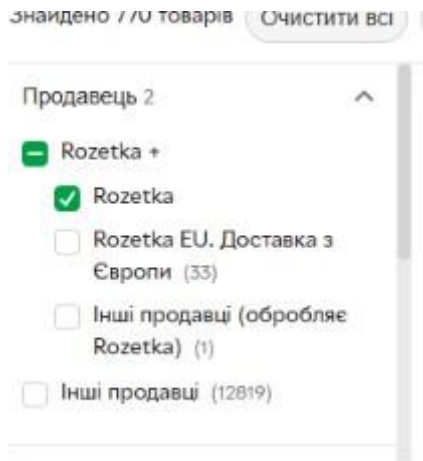 Знайдено 770 товарів Очистити всі
Продавець 2
Rozetka +
Rozetka
Rozetka EU. Доставка з
Європи (33)
Інші продавці (обробляє
Rozetka) (1)
Інші продавці (12819)